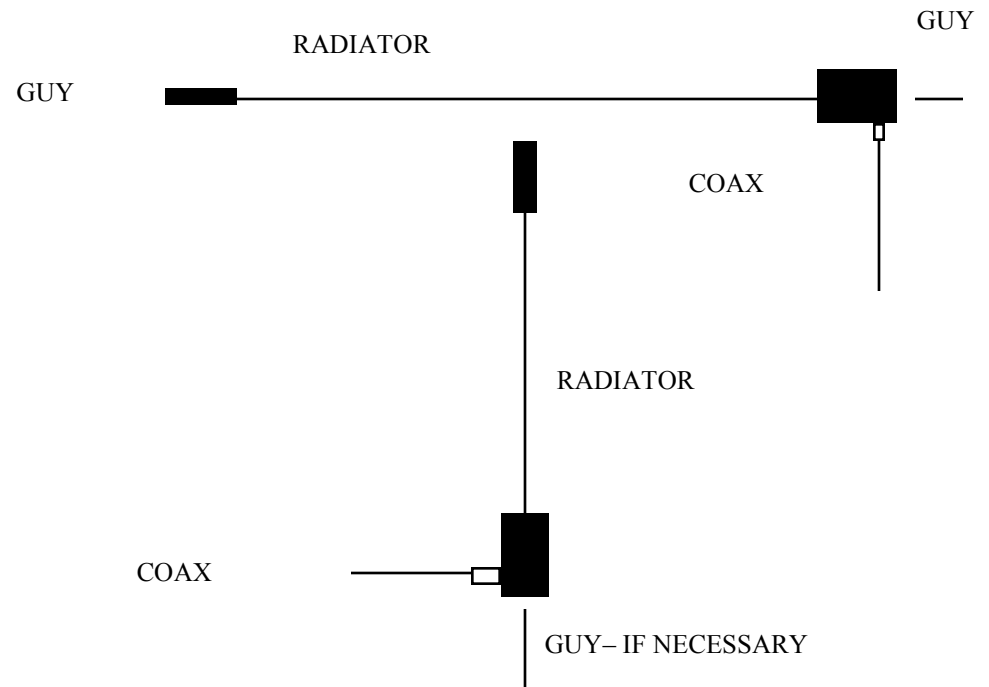 GUY
RADIATOR
GUY
COAX
RADIATOR
COAX
GUY– IF NECESSARY